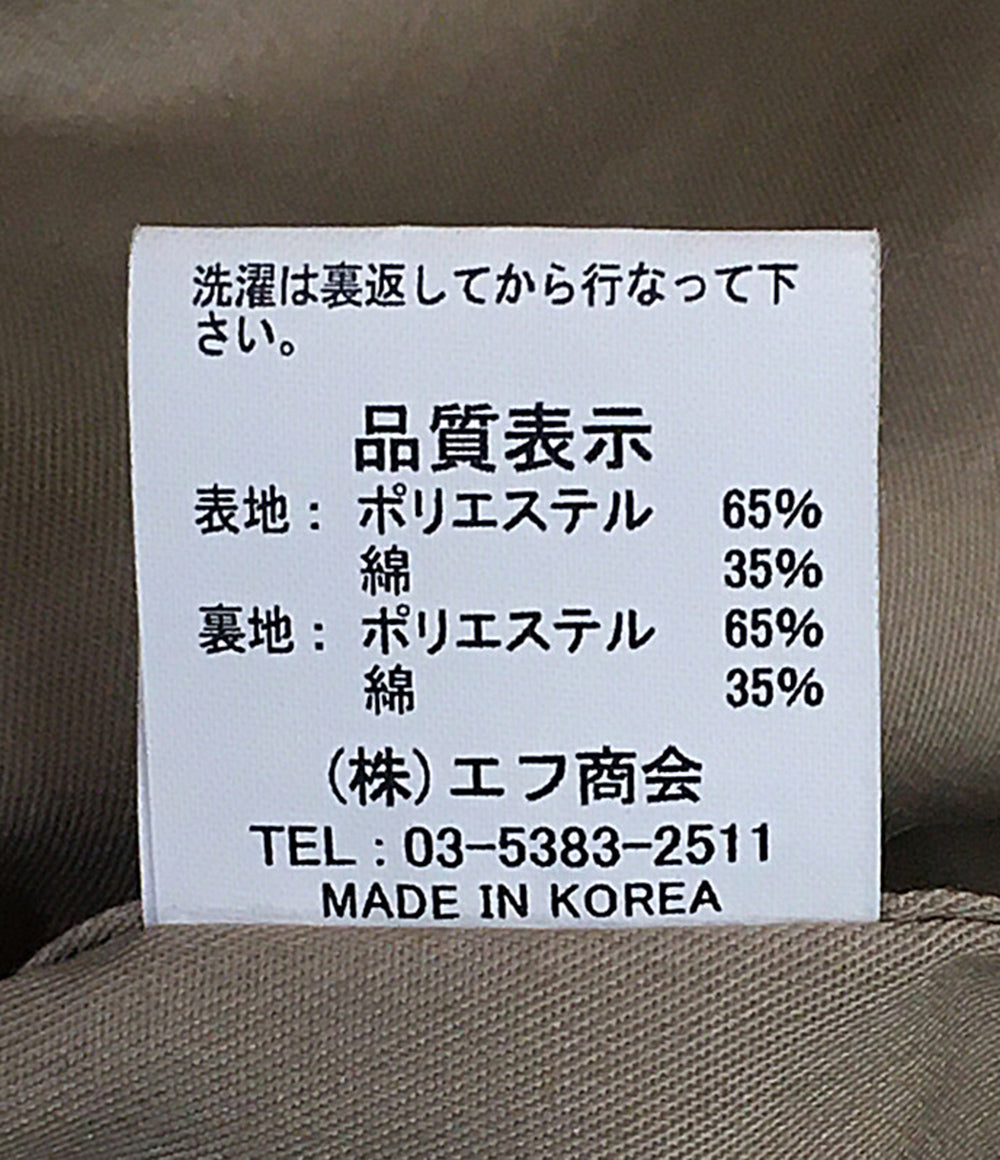 洗濯は裏返してから行なって下
さい。
品質表示
表地： ポリエステル 65%
綿 35%
裏地： ポリエステル 65%
綿 35%
(株)エフ商会
TEL：03-5383-2511
MADE IN KOREA